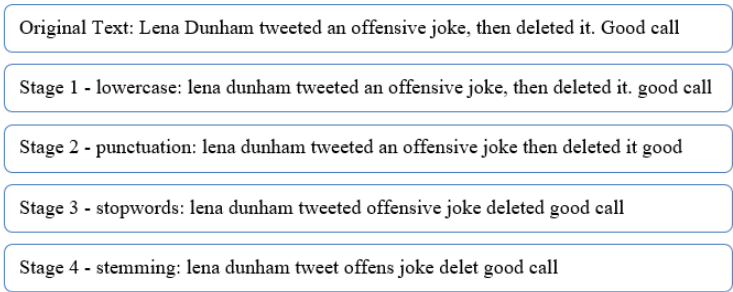 Original Text: Lena Dunham tweeted an offensive joke, then deleted it. Good call
Stage 1 - lowercase: lena dunham tweeted an offensive joke, then deleted it. good call
Stage 2 - punctuation: lena dunham tweeted an offensive joke then deleted it good
Stage 3 - stopwords: lena dunham tweeted offensive joke deleted good call
Stage 4 - stemming: lena dunham tweet offens joke delet good call